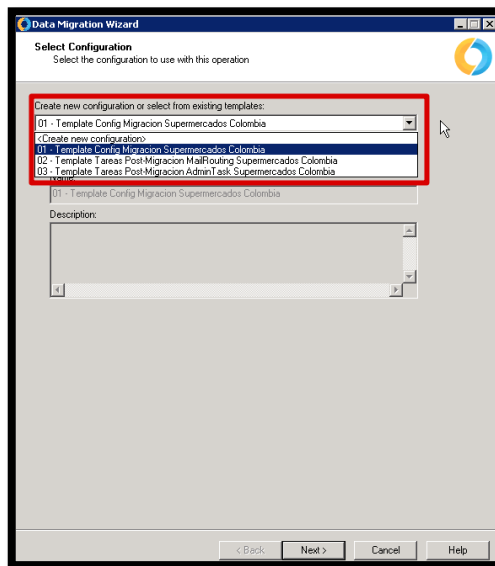 Data Migration Wizard
Select Configuration
Select the configuration to use with this operation
Create new configuration or select from existing templates:
01 - Template Config Migracion Supermercados Colombia
<Create new configuration>
01 - Template Config Migracion Supermercados Colombia
02 - Template Tareas Post-Migracion MailRouting Supermercados Colombia
03 - Template Tareas Post-Migracion AdminTask Supermercados Colombia
Name:
01 - Template Config Migracion Supermercados Colombia
Description:
< Back Next > Cancel Help